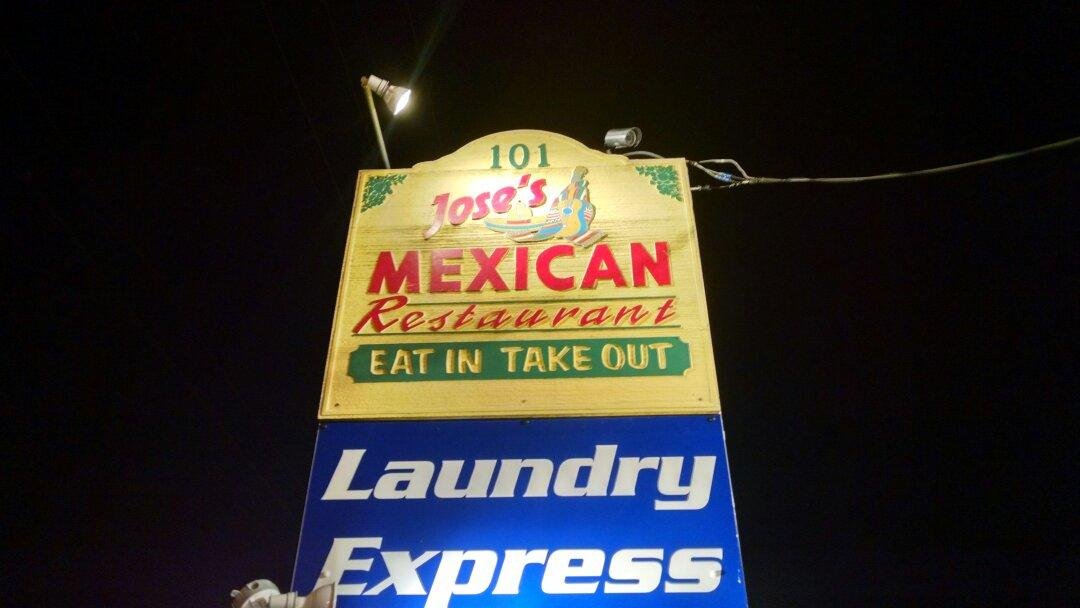 101
Jose's
MEXICAN
Restaurant
EAT IN TAKE OUT
Laundry
Express